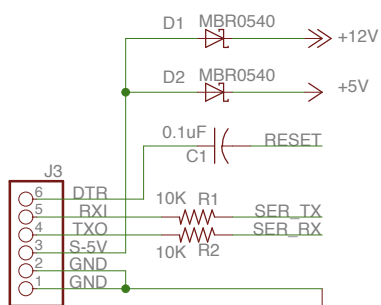 D1 MBR0540 +12V
D2 MBR0540 +5V
0.1uF RESET
C1
J3
6 DTR
5 RXI 10K R1 SER_TX
4 TXO SER_RX
3 S-5V 10K R2
2 GND
1 GND